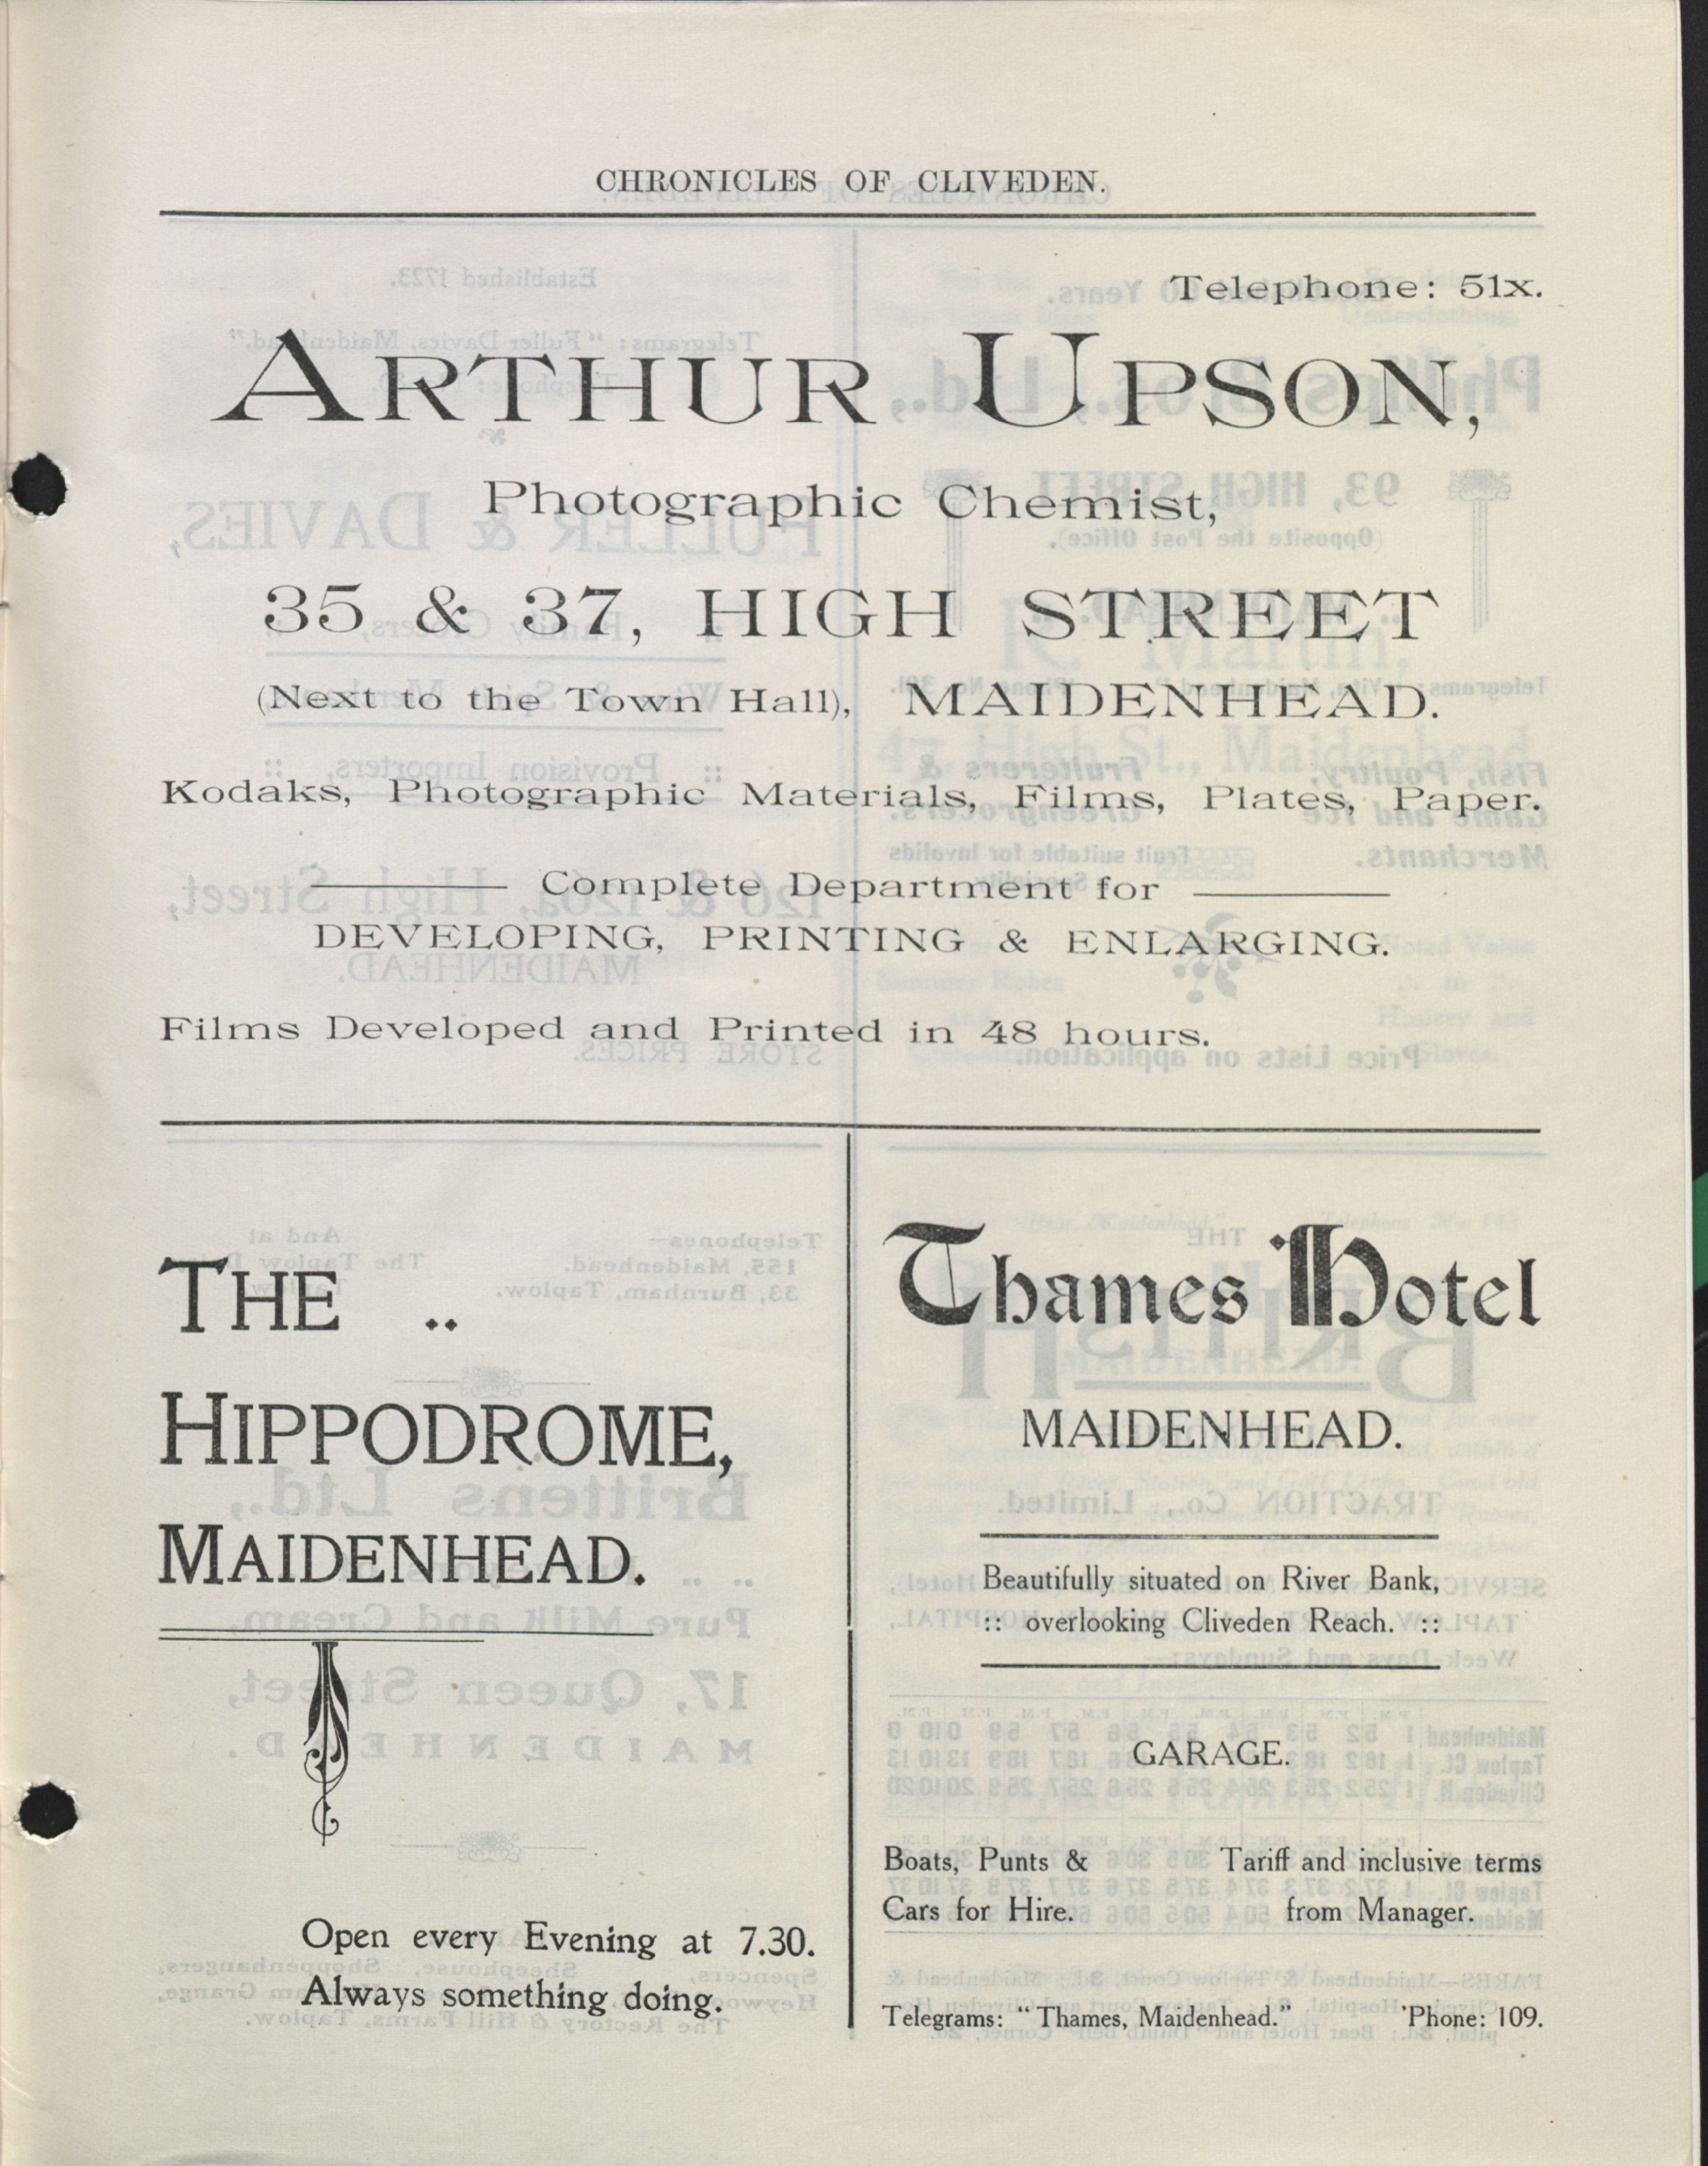 CHRONICLES OF CLIVEDEN.
Telephone: 51x.
ARTHUR UPSON,
Photographic Chemist,
35 & 37, HIGH STREET
(Next to the Town Hall), MAIDENHEAD.
Kodaks, Photographic Materials, Films, Plates, Paper.
Complete Department for
DEVELOPING, PRINTING & ENLARGING.
Films Developed and Printed in 48 hours.
THE ..
HIPPODROME,
MAIDENHEAD.
Open every Evening at 7.30.
Always something doing.
Thames Hotel
MAIDENHEAD.
Beautifully situated on River Bank,
:: overlooking Cliveden Reach. ::
GARAGE.
Boats, Punts & Tariff and inclusive terms
Cars for Hire. from Manager.
Telegrams: "Thames, Maidenhead." 'Phone: 109.